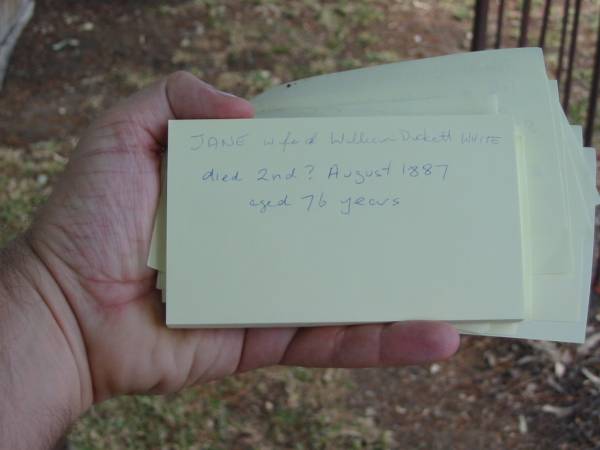 JANE wife of William Duckett WHITE
died 2nd? August 1887
aged 76 years